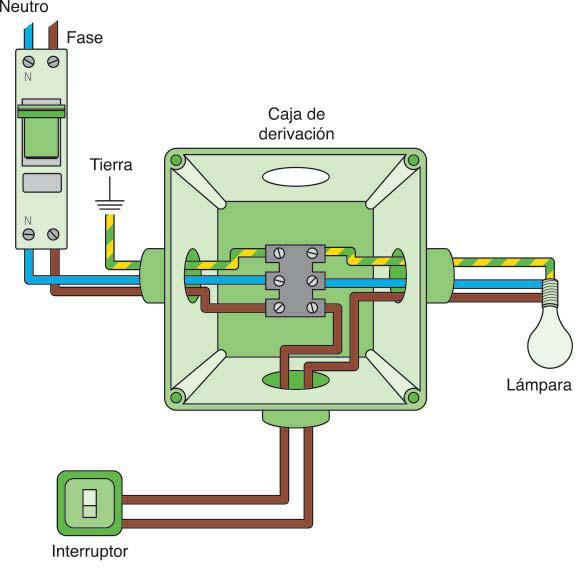 Neutro
Fase
N
Caja de
derivación
Tierra
N
Lámpara
Interruptor